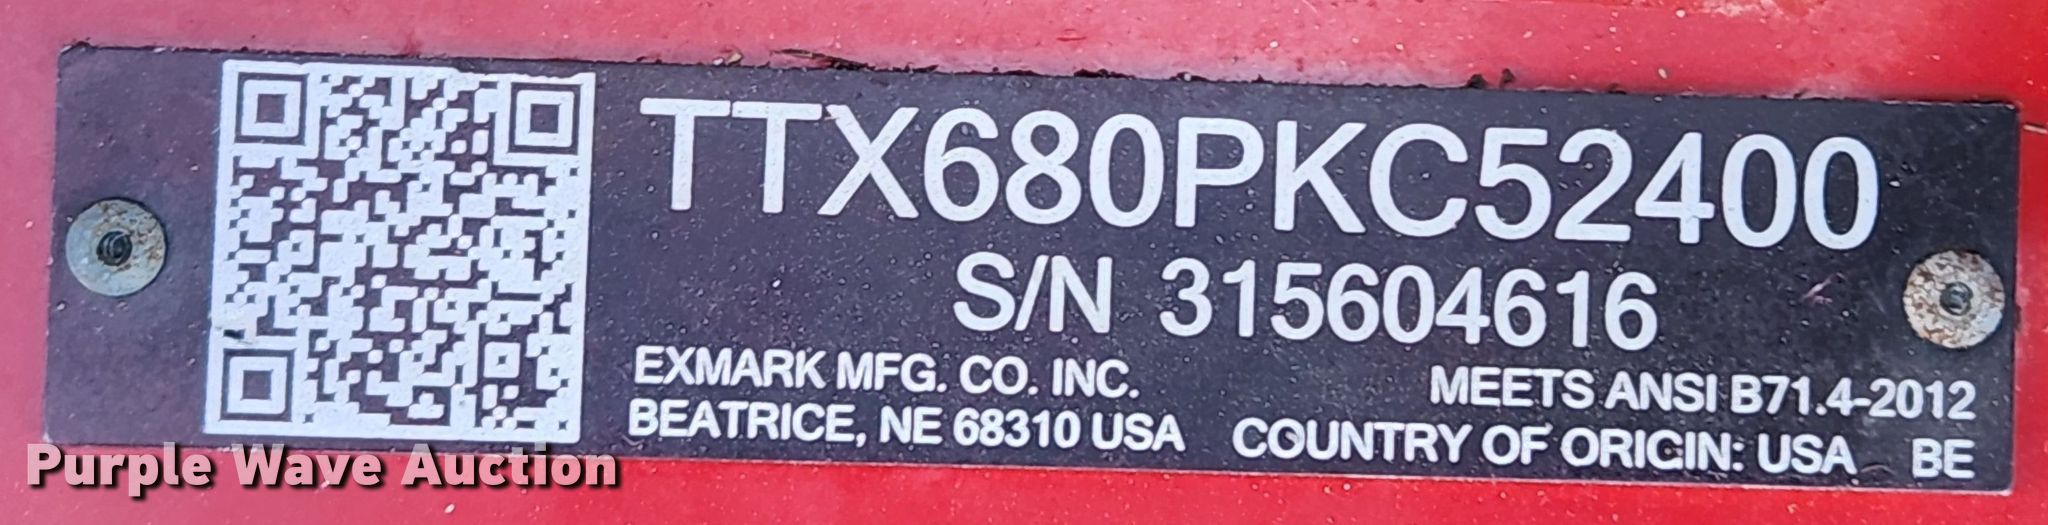 TTX680PKC52400
S/N 315604616
EXMARK MFG. CO. INC.
BEATRICE, NE 68310 USA
MEETS ANSI B71.4-2012
COUNTRY OF ORIGIN: USA BE
Purple Wave Auction